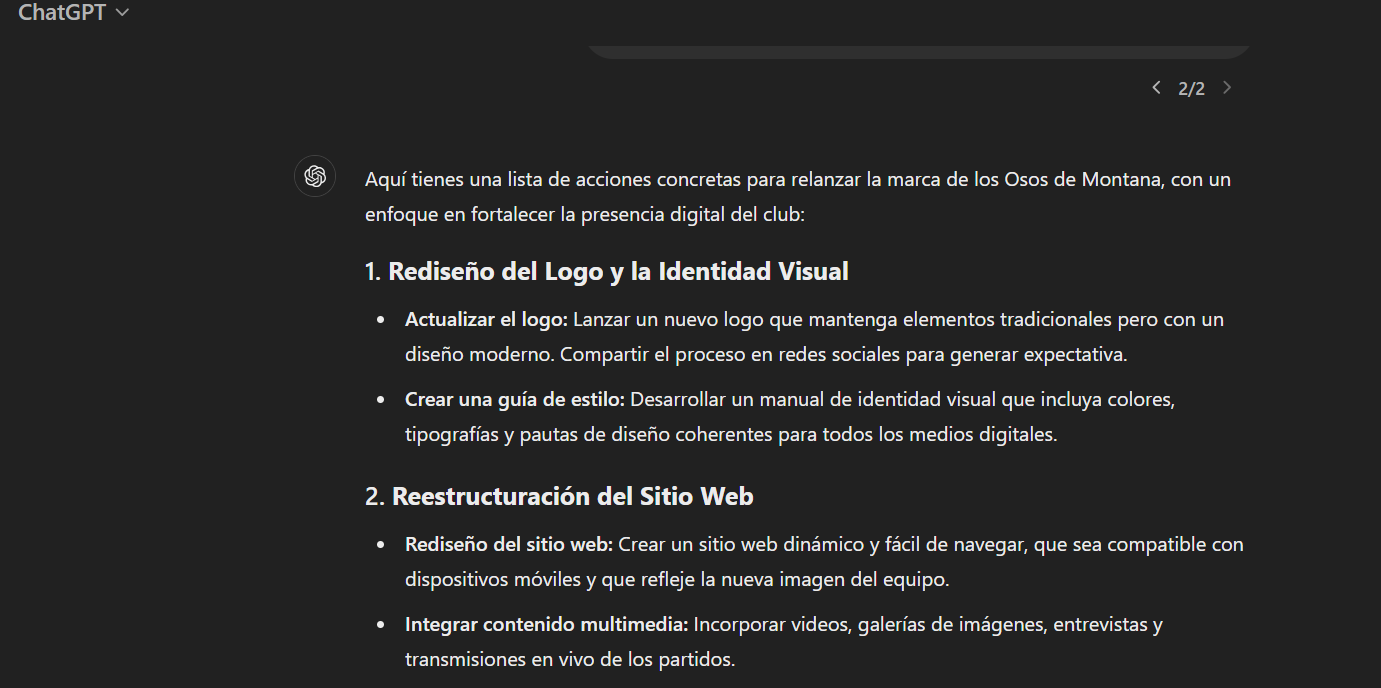 ChatGPT
2/2
Aquí tienes una lista de acciones concretas para relanzar la marca de los Osos de Montana, con un
enfoque en fortalecer la presencia digital del club:
1. Rediseño del Logo y la Identidad Visual
• Actualizar el logo: Lanzar un nuevo logo que mantenga elementos tradicionales pero con un
diseño moderno. Compartir el proceso en redes sociales para generar expectativa.
• Crear una guía de estilo: Desarrollar un manual de identidad visual que incluya colores,
tipografías y pautas de diseño coherentes para todos los medios digitales.
2. Reestructuración del Sitio Web
• Rediseño del sitio web: Crear un sitio web dinámico y fácil de navegar, que sea compatible con
dispositivos móviles y que refleje la nueva imagen del equipo.
• Integrar contenido multimedia: Incorporar videos, galerías de imágenes, entrevistas y
transmisiones en vivo de los partidos.